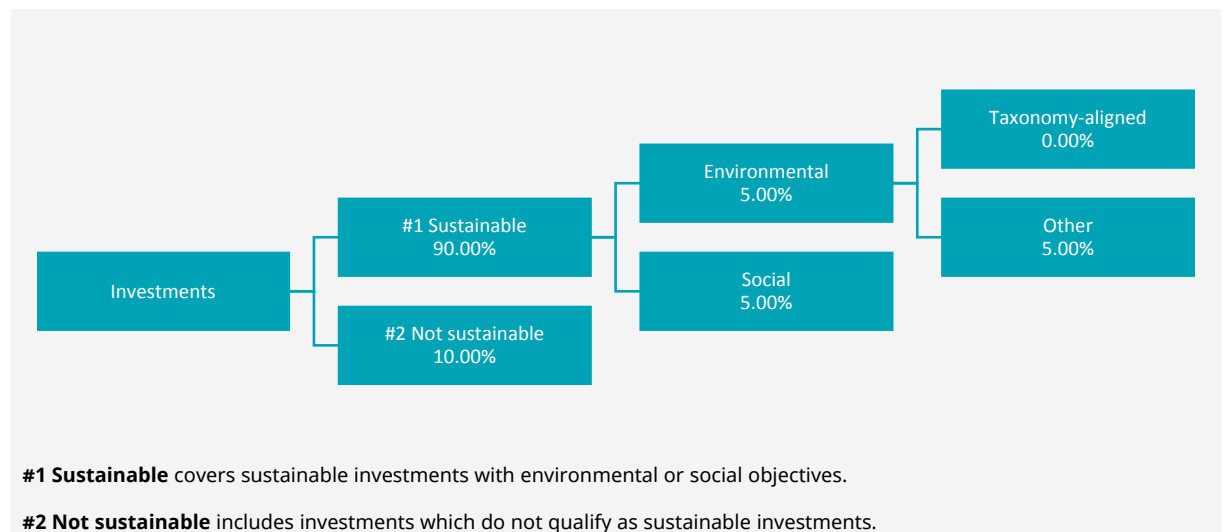 Investments
#1 Sustainable
90.00%
#2 Not sustainable
10.00%
Environmental
5.00%
Social
5.00%
Taxonomy-aligned
0.00%
Other
5.00%
#1 Sustainable covers sustainable investments with environmental or social objectives.
#2 Not sustainable includes investments which do not qualify as sustainable investments.